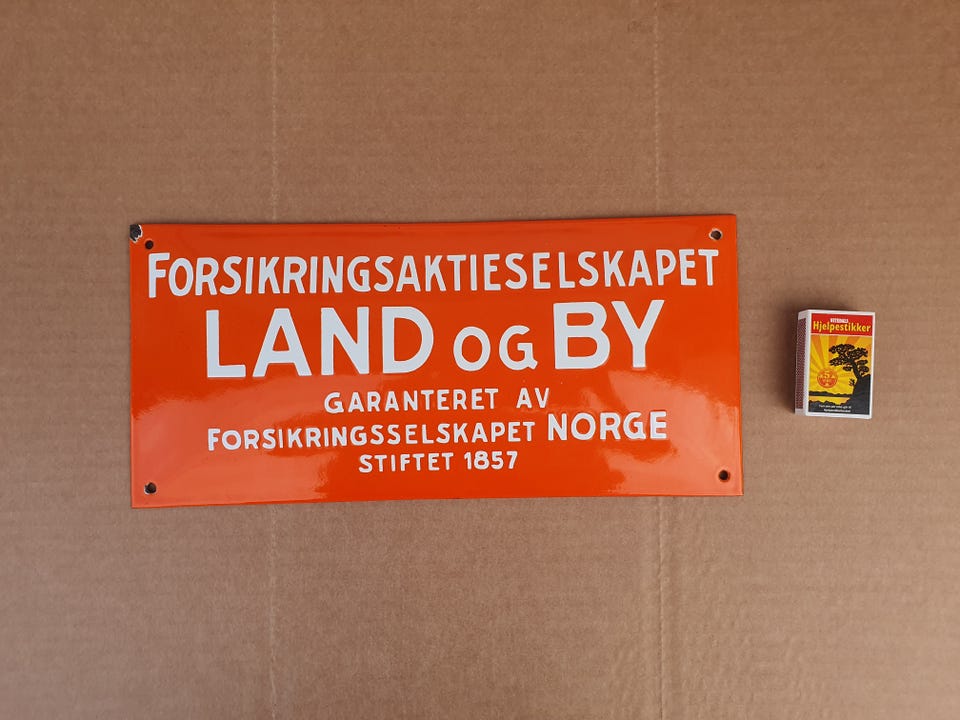 FORSIKRINGSAKTIESELSKAPET
LAND OG BY
GARANTERET AV
FORSIKRINGSSELSKAPET NORGE
STIFTET 1857
Hjelpestikker